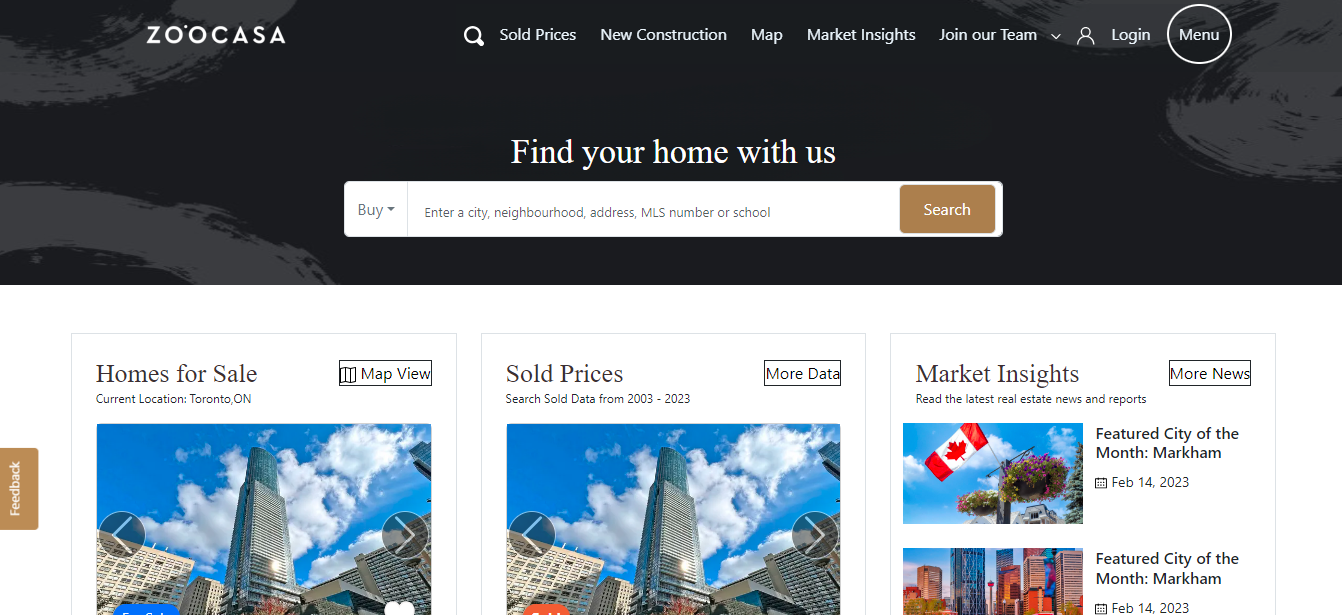 ZOOCASA
Sold Prices
New Construction
Map
Market Insights
Join our Team
Login
Menu
Find your home with us
Buy
Enter a city, neighbourhood, address, MLS number or school
Search
Homes for Sale
Map View
Current Location: Toronto,ON
Sold Prices
More Data
Search Sold Data from 2003 - 2023
Market Insights
More News
Read the latest real estate news and reports
Featured City of the
Month: Markham
Feb 14, 2023
Featured City of the
Month: Markham
Feb 14, 2023
Feedback